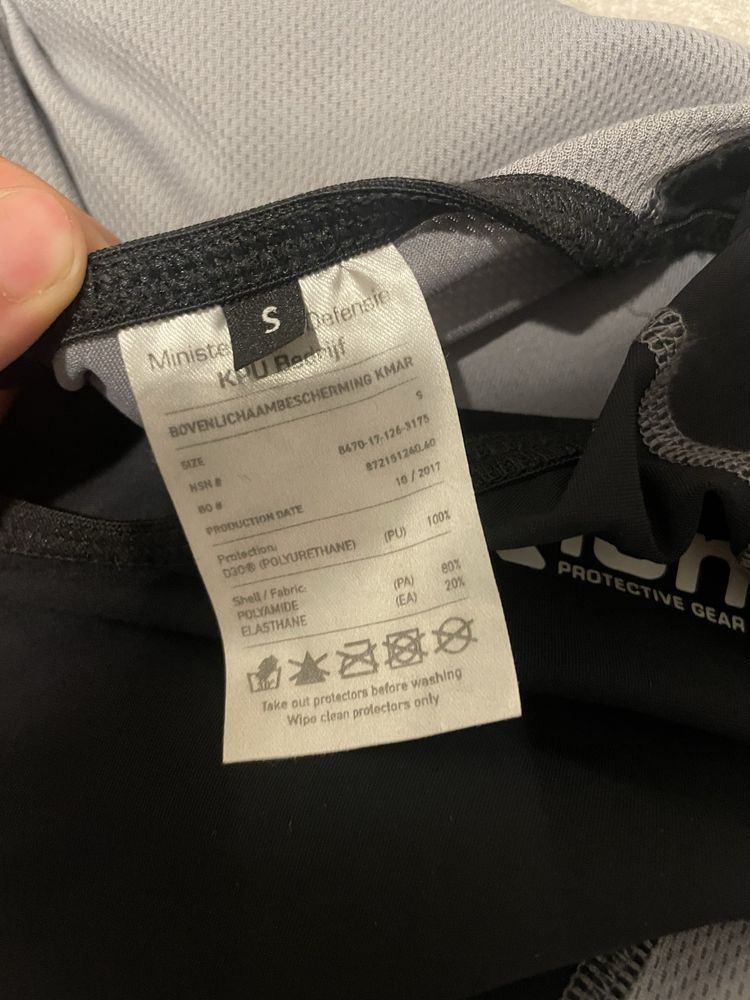 S
Ministe Defensie
KPU Bedrijf
BOVENLICHAAMBESCHERMING KMAR
SIZE S
NSN # 8470-17-126-3175
BO # 872151260.60
PRODUCTION DATE 10 / 2017
Protection:
D3O® (POLYURETHANE) (PU) 100%
Shell / Fabric:
POLYAMIDE (PA) 80%
ELASTHANE (EA) 20%
Take out protectors before washing
Wipe clean protectors only
PROTECTIVE GEAR